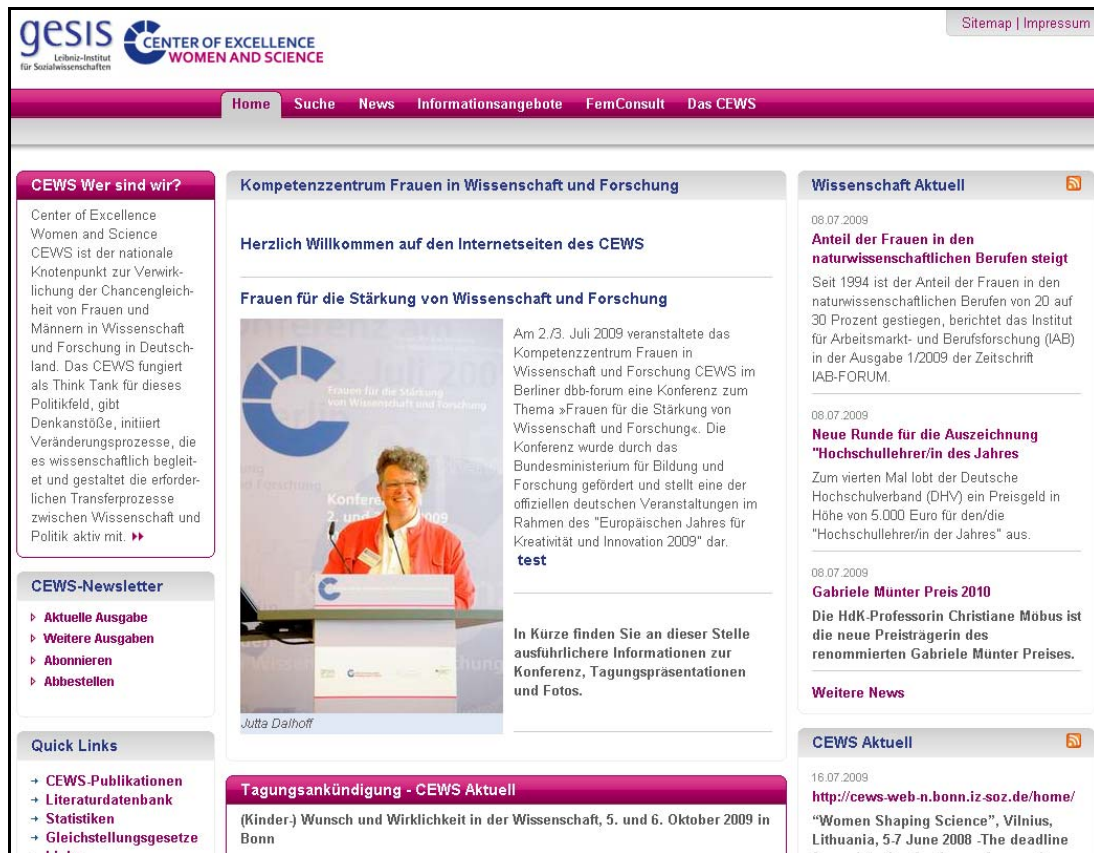 gesis
Leibniz-Institut
für Sozialwissenschaften
CENTER OF EXCELLENCE
WOMEN AND SCIENCE
Sitemap | Impressum
Home Suche News Informationsangebote FemConsult Das CEWS
CEWS Wer sind wir?
Center of Excellence
Women and Science
CEWS ist der nationale
Knotenpunkt zur Verwirk-
lichung der Chancengleich-
heit von Frauen und
Männern in Wissenschaft
und Forschung in Deutsch-
land. Das CEWS fungiert
als Think Tank für dieses
Politikfeld, gibt
Denkanstöße, initiiert
Veränderungsprozesse, die
es wissenschaftlich begleit-
et und gestaltet die erforder-
lichen Transferprozesse
zwischen Wissenschaft und
Politik aktiv mit.
CEWS-Newsletter
Aktuelle Ausgabe
Weitere Ausgaben
Abonnieren
Abbestellen
Quick Links
CEWS-Publikationen
Literaturdatenbank
Statistiken
Gleichstellungsgesetze
Kompetenzzentrum Frauen in Wissenschaft und Forschung
Herzlich Willkommen auf den Internetseiten des CEWS
Frauen für die Stärkung von Wissenschaft und Forschung
Frauen für die Stärkung
von Wissenschaft und Forschung
Jutta Dalhoff
Am 2./3. Juli 2009 veranstaltete das
Kompetenzzentrum Frauen in
Wissenschaft und Forschung CEWS im
Berliner dbb-forum eine Konferenz zum
Thema »Frauen für die Stärkung von
Wissenschaft und Forschung«. Die
Konferenz wurde durch das
Bundesministerium für Bildung und
Forschung gefördert und stellt eine der
offiziellen deutschen Veranstaltungen im
Rahmen des "Europäischen Jahres für
Kreativität und Innovation 2009" dar.
test
In Kürze finden Sie an dieser Stelle
ausführlichere Informationen zur
Konferenz, Tagungspräsentationen
und Fotos.
Tagungsankündigung - CEWS Aktuell
(Kinder-) Wunsch und Wirklichkeit in der Wissenschaft, 5. und 6. Oktober 2009 in
Bonn
Wissenschaft Aktuell
08.07.2009
Anteil der Frauen in den
naturwissenschaftlichen Berufen steigt
Seit 1994 ist der Anteil der Frauen in den
naturwissenschaftlichen Berufen von 20 auf
30 Prozent gestiegen, berichtet das Institut
für Arbeitsmarkt- und Berufsforschung (IAB)
in der Ausgabe 1/2009 der Zeitschrift
IAB-FORUM.
08.07.2009
Neue Runde für die Auszeichnung
"Hochschullehrer/in des Jahres
Zum vierten Mal lobt der Deutsche
Hochschulverband (DHV) ein Preisgeld in
Höhe von 5.000 Euro für den/die
"Hochschullehrer/in der Jahres" aus.
08.07.2009
Gabriele Münter Preis 2010
Die HdK-Professorin Christiane Möbus ist
die neue Preisträgerin des
renommierten Gabriele Münter Preises.
Weitere News
CEWS Aktuell
16.07.2009
http://cews-web-n.bonn.iz-soz.de/home/
“Women Shaping Science”, Vilnius,
Lithuania, 5-7 June 2008 -The deadline